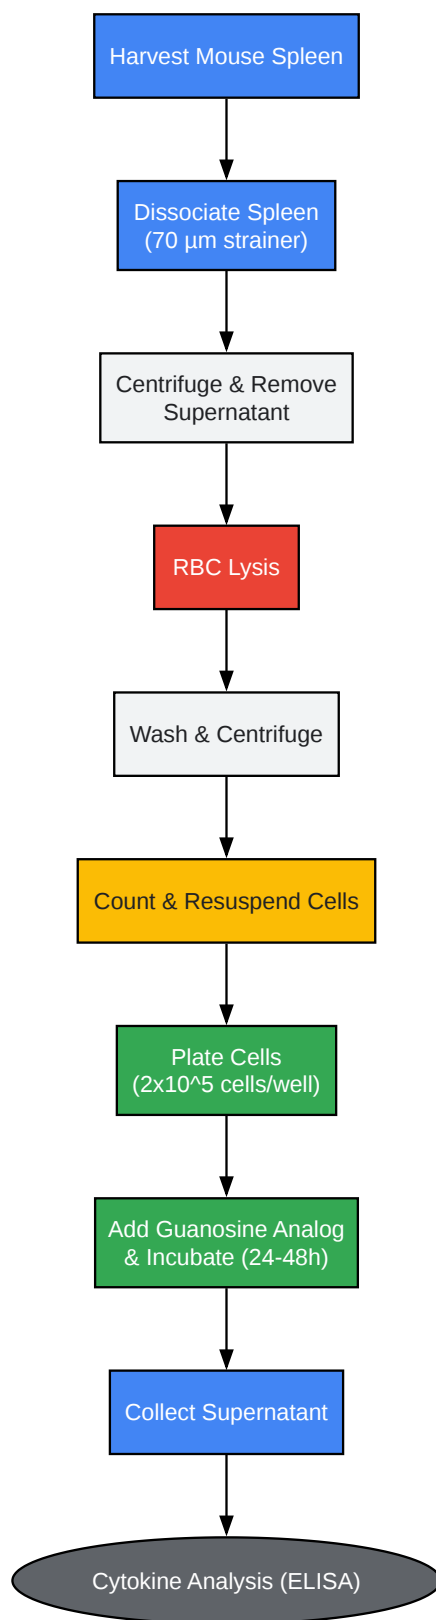 Harvest Mouse Spleen
Dissociate Spleen
(70 µm strainer)
Centrifuge & Remove
Supernatant
RBC Lysis
Wash & Centrifuge
Count & Resuspend Cells
Plate Cells
(2x10^5 cells/well)
Add Guanosine Analog
& Incubate (24-48h)
Collect Supernatant
Cytokine Analysis (ELISA)